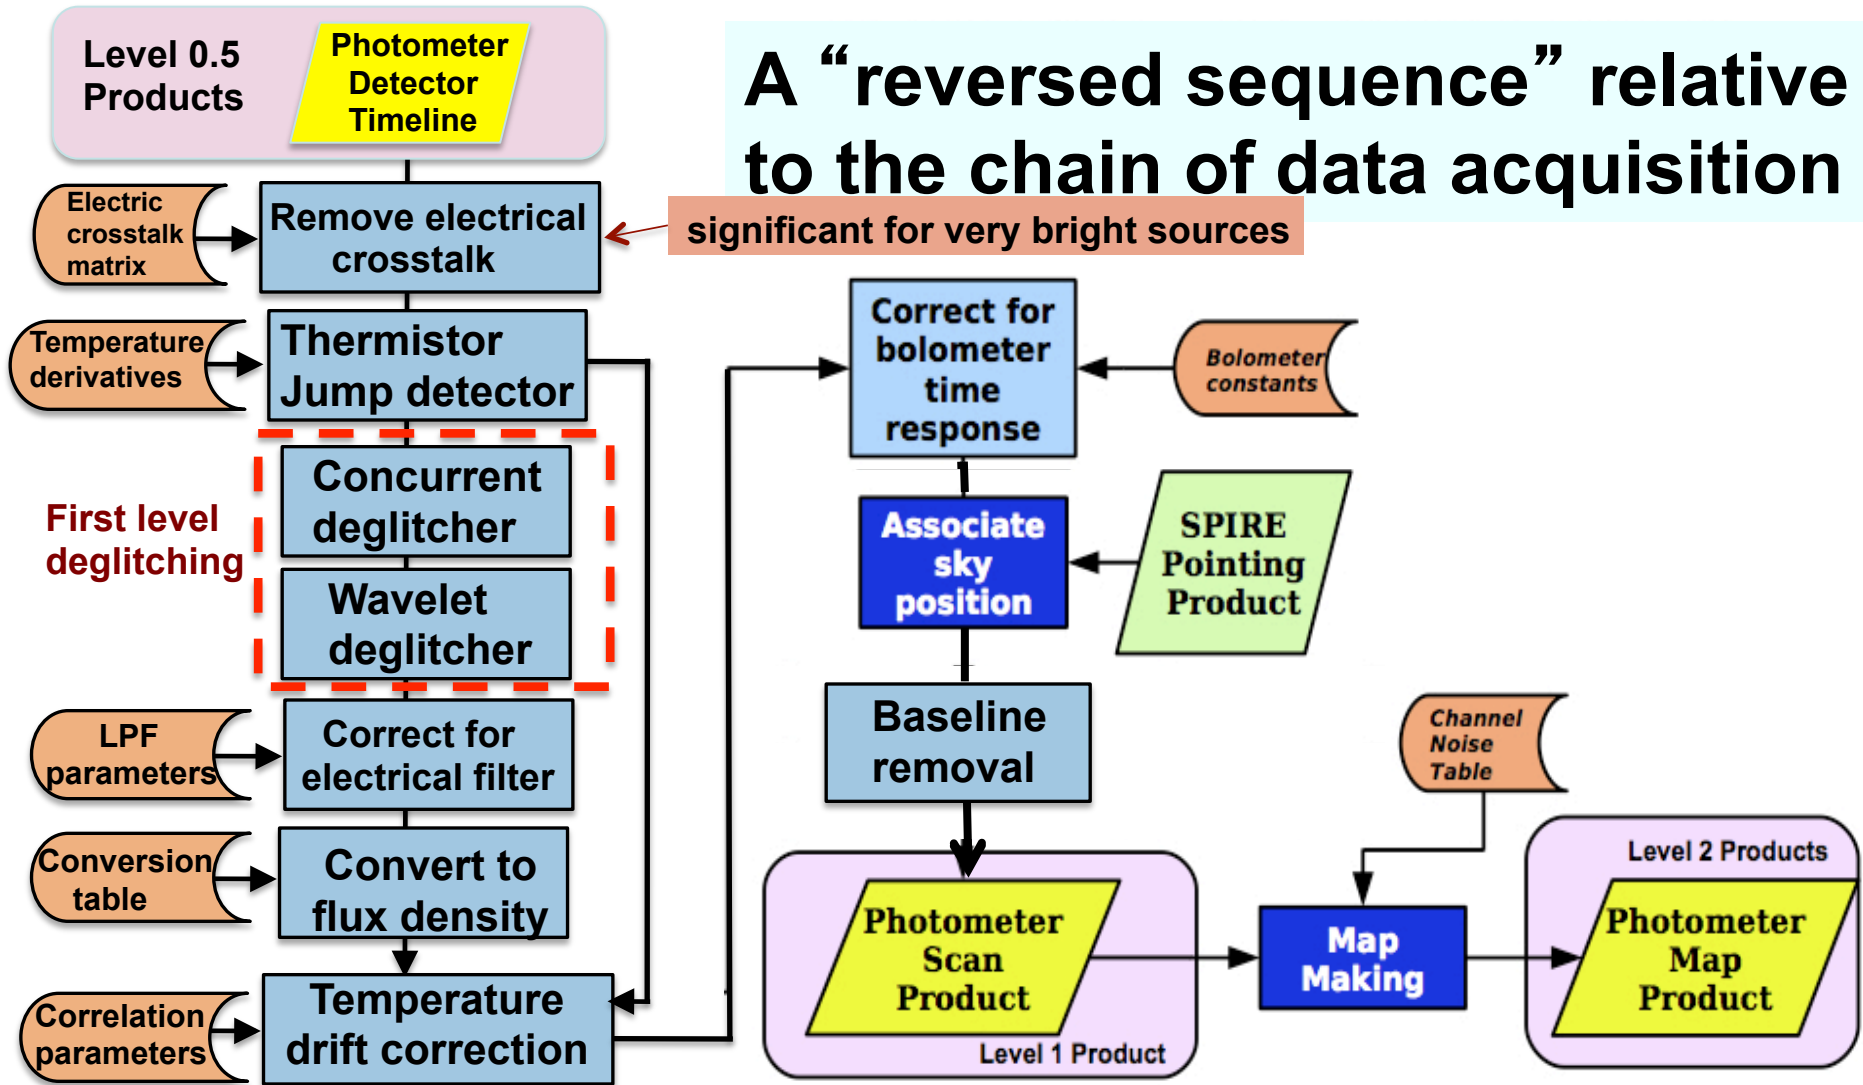 Level 0.5
Products
Photometer
Detector
Timeline
A “reversed sequence” relative
to the chain of data acquisition
Electric
crosstalk
matrix
Remove electrical
crosstalk
significant for very bright sources
Temperature
derivatives
Thermistor
Jump detector
First level
deglitching
Concurrent
deglitcher
Wavelet
deglitcher
LPF
parameters
Correct for
electrical filter
Conversion
table
Convert to
flux density
Correlation
parameters
Temperature
drift correction
Correct for
bolometer
time
response
Bolometer
constants
Associate
sky
position
SPIRE
Pointing
Product
Baseline
removal
Channel
Noise
Table
Photometer
Scan
Product
Level 1 Product
Map
Making
Level 2 Products
Photometer
Map
Product